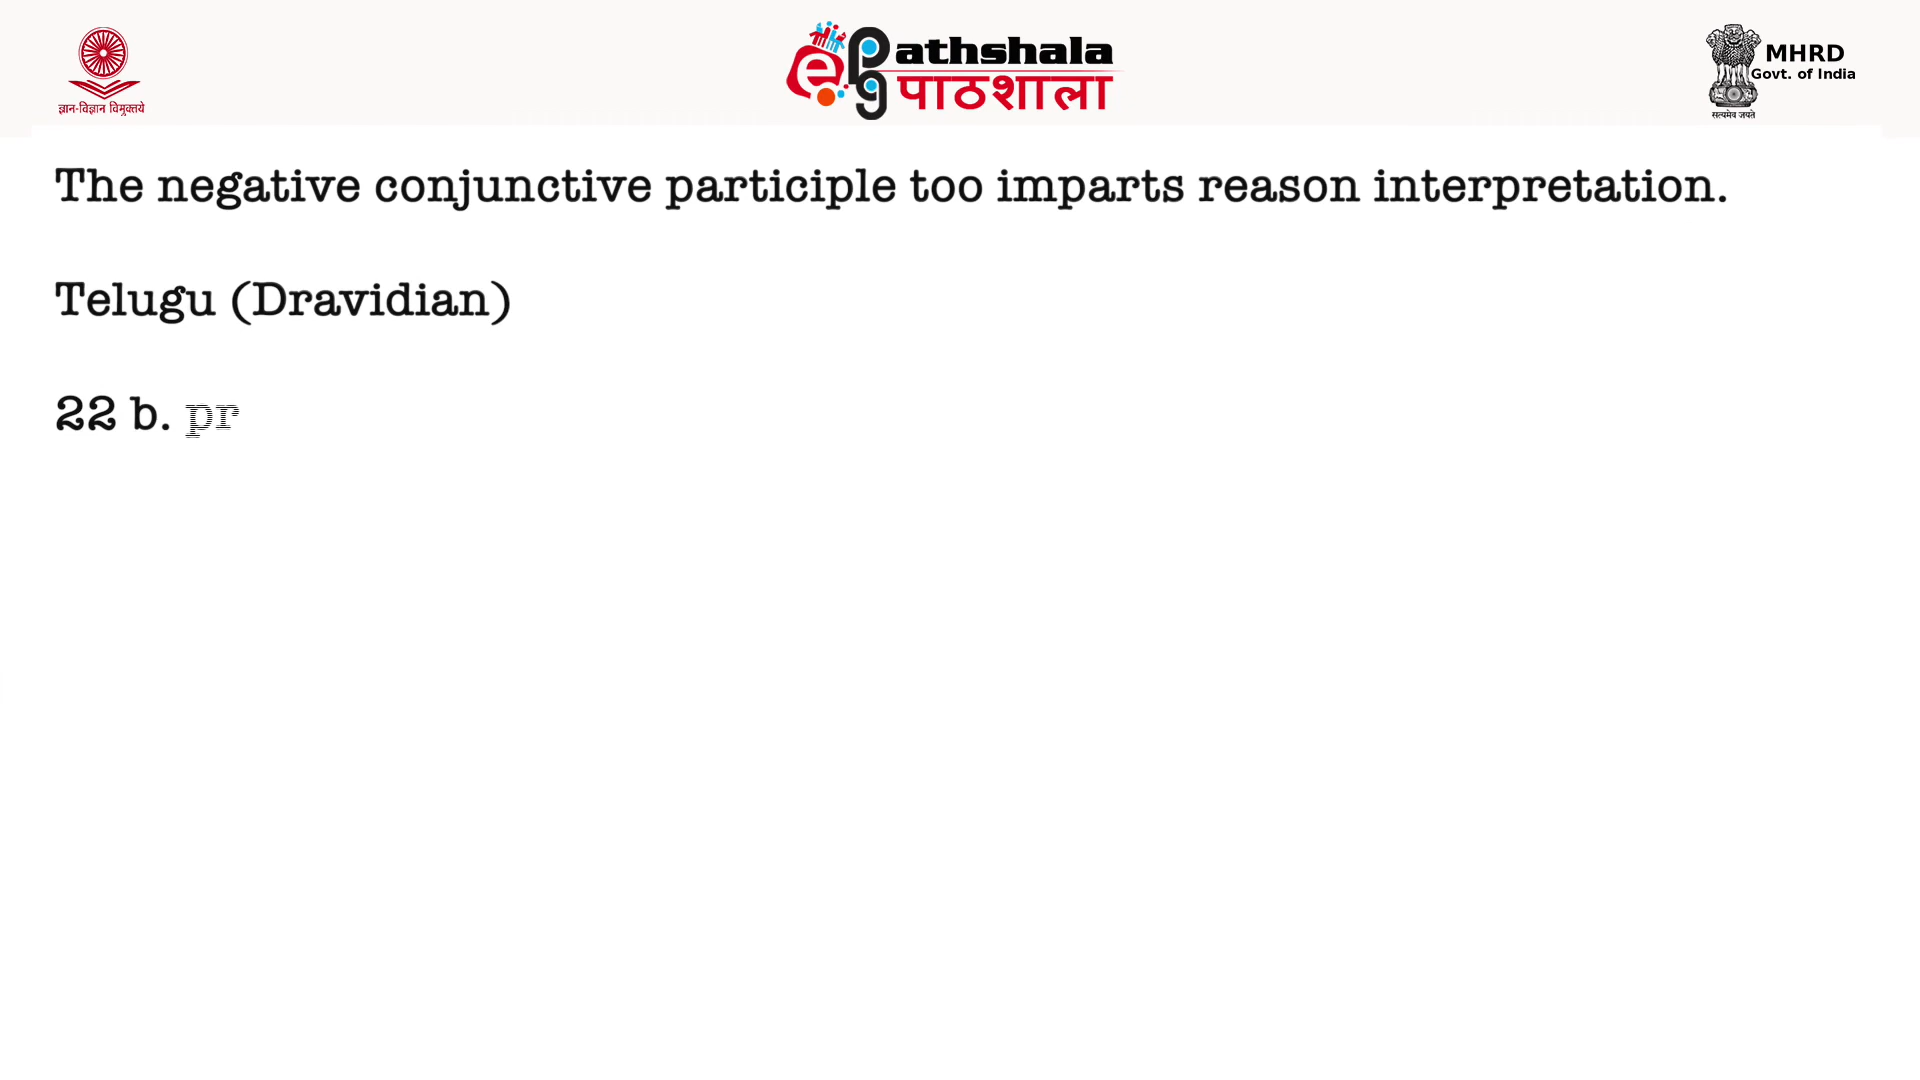 ज्ञान-विज्ञान विमुक्तये
ePGathshala
पाठशाला
सत्यमेव जयते
MHRD
Govt. of India
The negative conjunctive participle too imparts reason interpretation.
Telugu (Dravidian)
22 b. pr